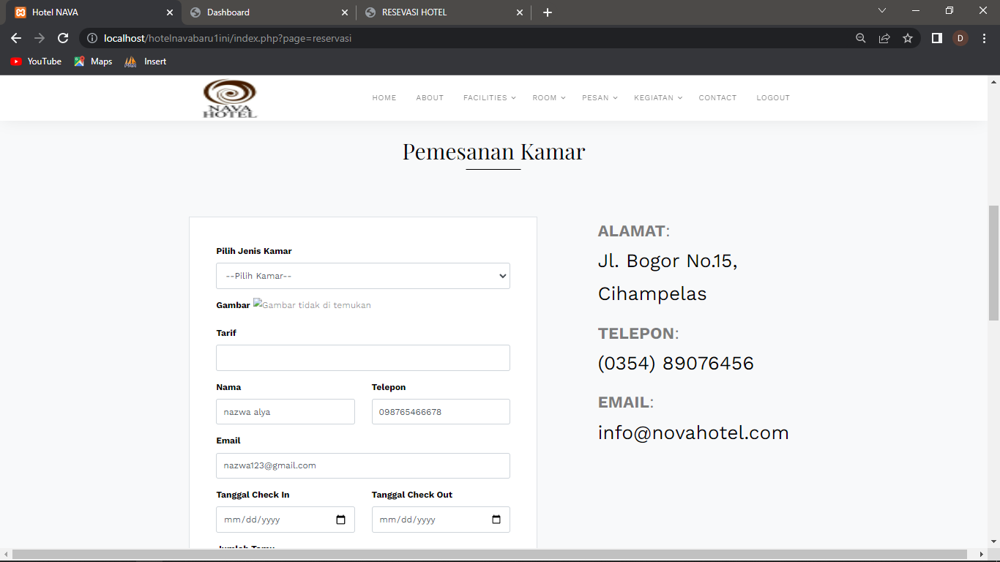 Hotel NAVA
Dashboard
RESEVASI HOTEL
localhost/hotelnavabaru1ini/index.php?page=reservasi
D
YouTube
Maps
Insert
NAVA
HOTEL
HOME ABOUT FACILITIES ROOM PESAN KEGIATAN CONTACT LOGOUT
Pemesanan Kamar
Pilih Jenis Kamar
--Pilih Kamar--
Gambar Gambar tidak di temukan
Tarif
Nama Telepon
nazwa alya 098765466678
Email
nazwa123@gmail.com
Tanggal Check In Tanggal Check Out
mm/dd/yyyy mm/dd/yyyy
Jumlah Tamu
ALAMAT:
Jl. Bogor No.15,
Cihampelas
TELEPON:
(0354) 89076456
EMAIL:
info@novahotel.com